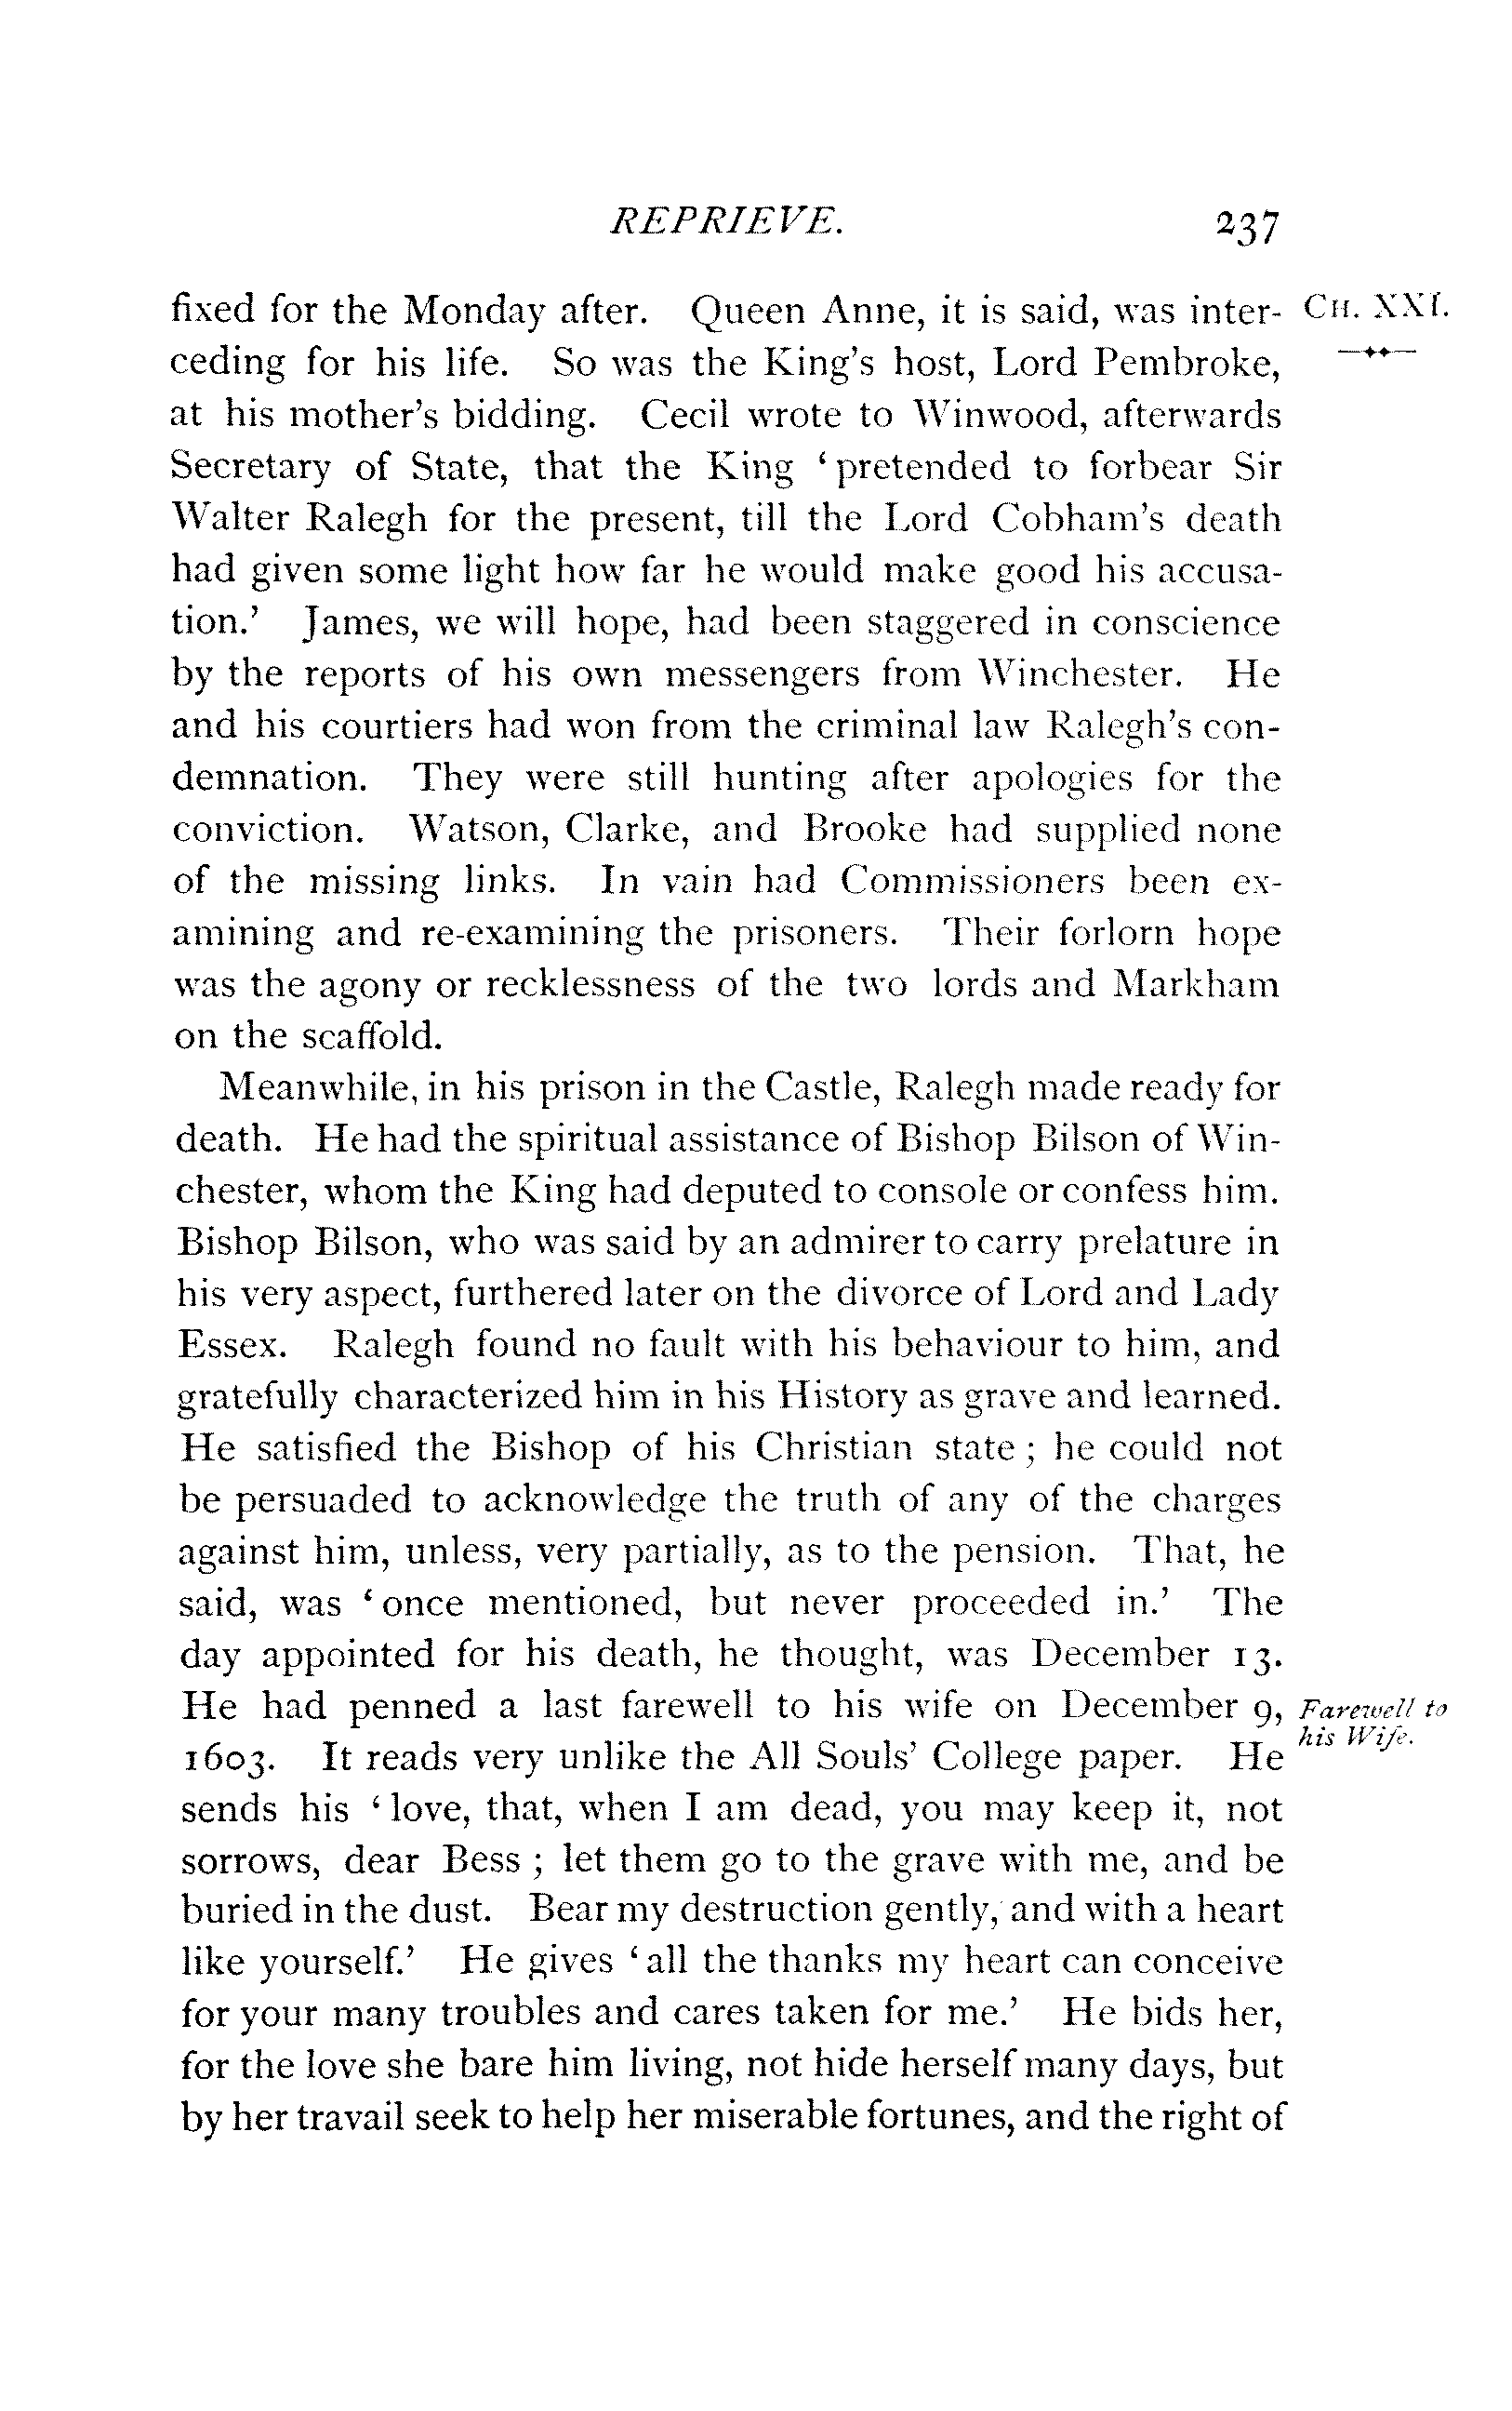 REPRIEVE. 237
fixed for the Monday after. Queen Anne, it is said, was inter- CH. XXI.
ceding for his life. So was the King's host, Lord Pembroke,
at his mother's bidding. Cecil wrote to Winwood, afterwards
Secretary of State, that the King ‘pretended to forbear Sir
Walter Ralegh for the present, till the Lord Cobham's death
had given some light how far he would make good his accusa-
tion.’ James, we will hope, had been staggered in conscience
by the reports of his own messengers from Winchester. He
and his courtiers had won from the criminal law Ralegh's con-
demnation. They were still hunting after apologies for the
conviction. Watson, Clarke, and Brooke had supplied none
of the missing links. In vain had Commissioners been ex-
amining and re-examining the prisoners. Their forlorn hope
was the agony or recklessness of the two lords and Markham
on the scaffold.
Meanwhile, in his prison in the Castle, Ralegh made ready for
death. He had the spiritual assistance of Bishop Bilson of Win-
chester, whom the King had deputed to console or confess him.
Bishop Bilson, who was said by an admirer to carry prelature in
his very aspect, furthered later on the divorce of Lord and Lady
Essex. Ralegh found no fault with his behaviour to him, and
gratefully characterized him in his History as grave and learned.
He satisfied the Bishop of his Christian state ; he could not
be persuaded to acknowledge the truth of any of the charges
against him, unless, very partially, as to the pension. That, he
said, was ‘once mentioned, but never proceeded in.’ The
day appointed for his death, he thought, was December 13.
He had penned a last farewell to his wife on December 9, Farewell to
1603. It reads very unlike the All Souls' College paper. He his Wife.
sends his ‘love, that, when I am dead, you may keep it, not
sorrows, dear Bess ; let them go to the grave with me, and be
buried in the dust. Bear my destruction gently, and with a heart
like yourself.’ He gives ‘all the thanks my heart can conceive
for your many troubles and cares taken for me.’ He bids her,
for the love she bare him living, not hide herself many days, but
by her travail seek to help her miserable fortunes, and the right of